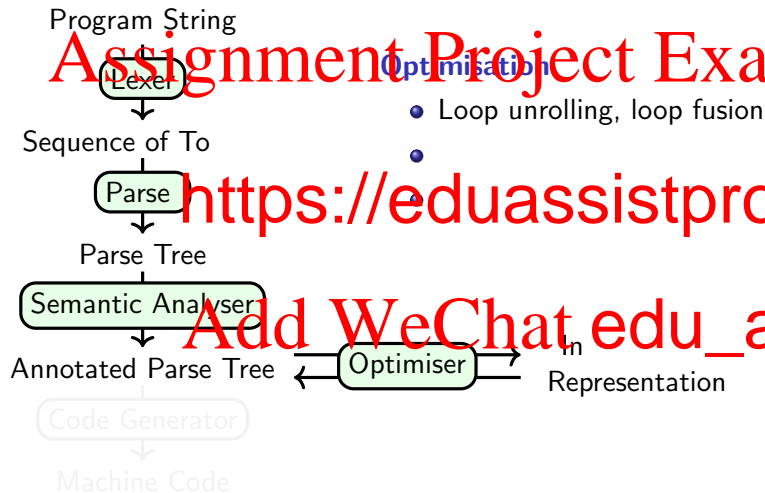 Program String
Assignment Project Exa
Lexer
Optimisation
Loop unrolling, loop fusion
Sequence of To
Parse
https://eduassistpro
Parse Tree
Semantic Analyser
Add WeChat edu_a
In
Annotated Parse Tree
Optimiser
Representation
Code Generator
Machine Code